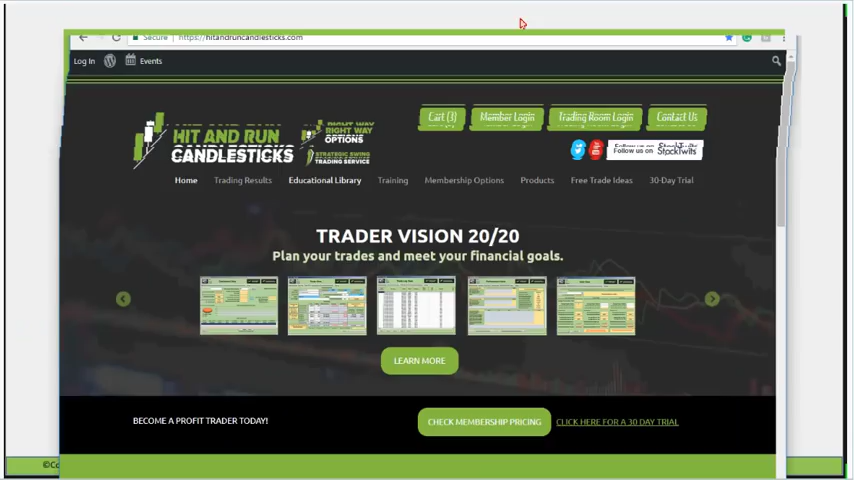 Secure https://hitandruncandlesticks.com
Log In Events
Cart (3) Member Login Trading Room Login Contact Us
HIT AND RUN
CANDLESTICKS
RIGHT WAY
OPTIONS
STRATEGIC SWING
TRADING SERVICE
Follow us on StockTwits
Home Trading Results Educational Library Training Membership Options Products Free Trade Ideas 30-Day Trial
TRADER VISION 20/20
Plan your trades and meet your financial goals.
LEARN MORE
BECOME A PROFIT TRADER TODAY! CHECK MEMBERSHIP PRICING CLICK HERE FOR A 30 DAY TRIAL